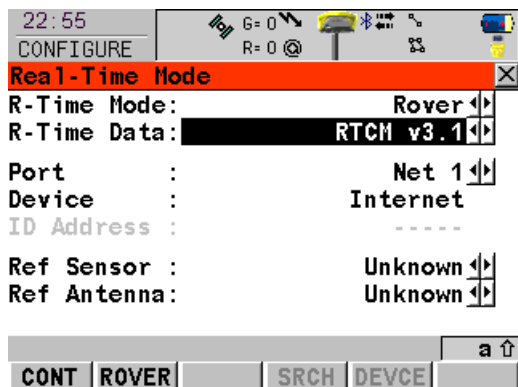 22:55
CONFIGURE
G= 0
R= 0 @
Real-Time Mode
R-Time Mode: Rover
R-Time Data: RTCM v3.1
Port : Net 1
Device : Internet
ID Address : -----
Ref Sensor : Unknown
Ref Antenna: Unknown
a
CONT ROVER SRCH DEVCE